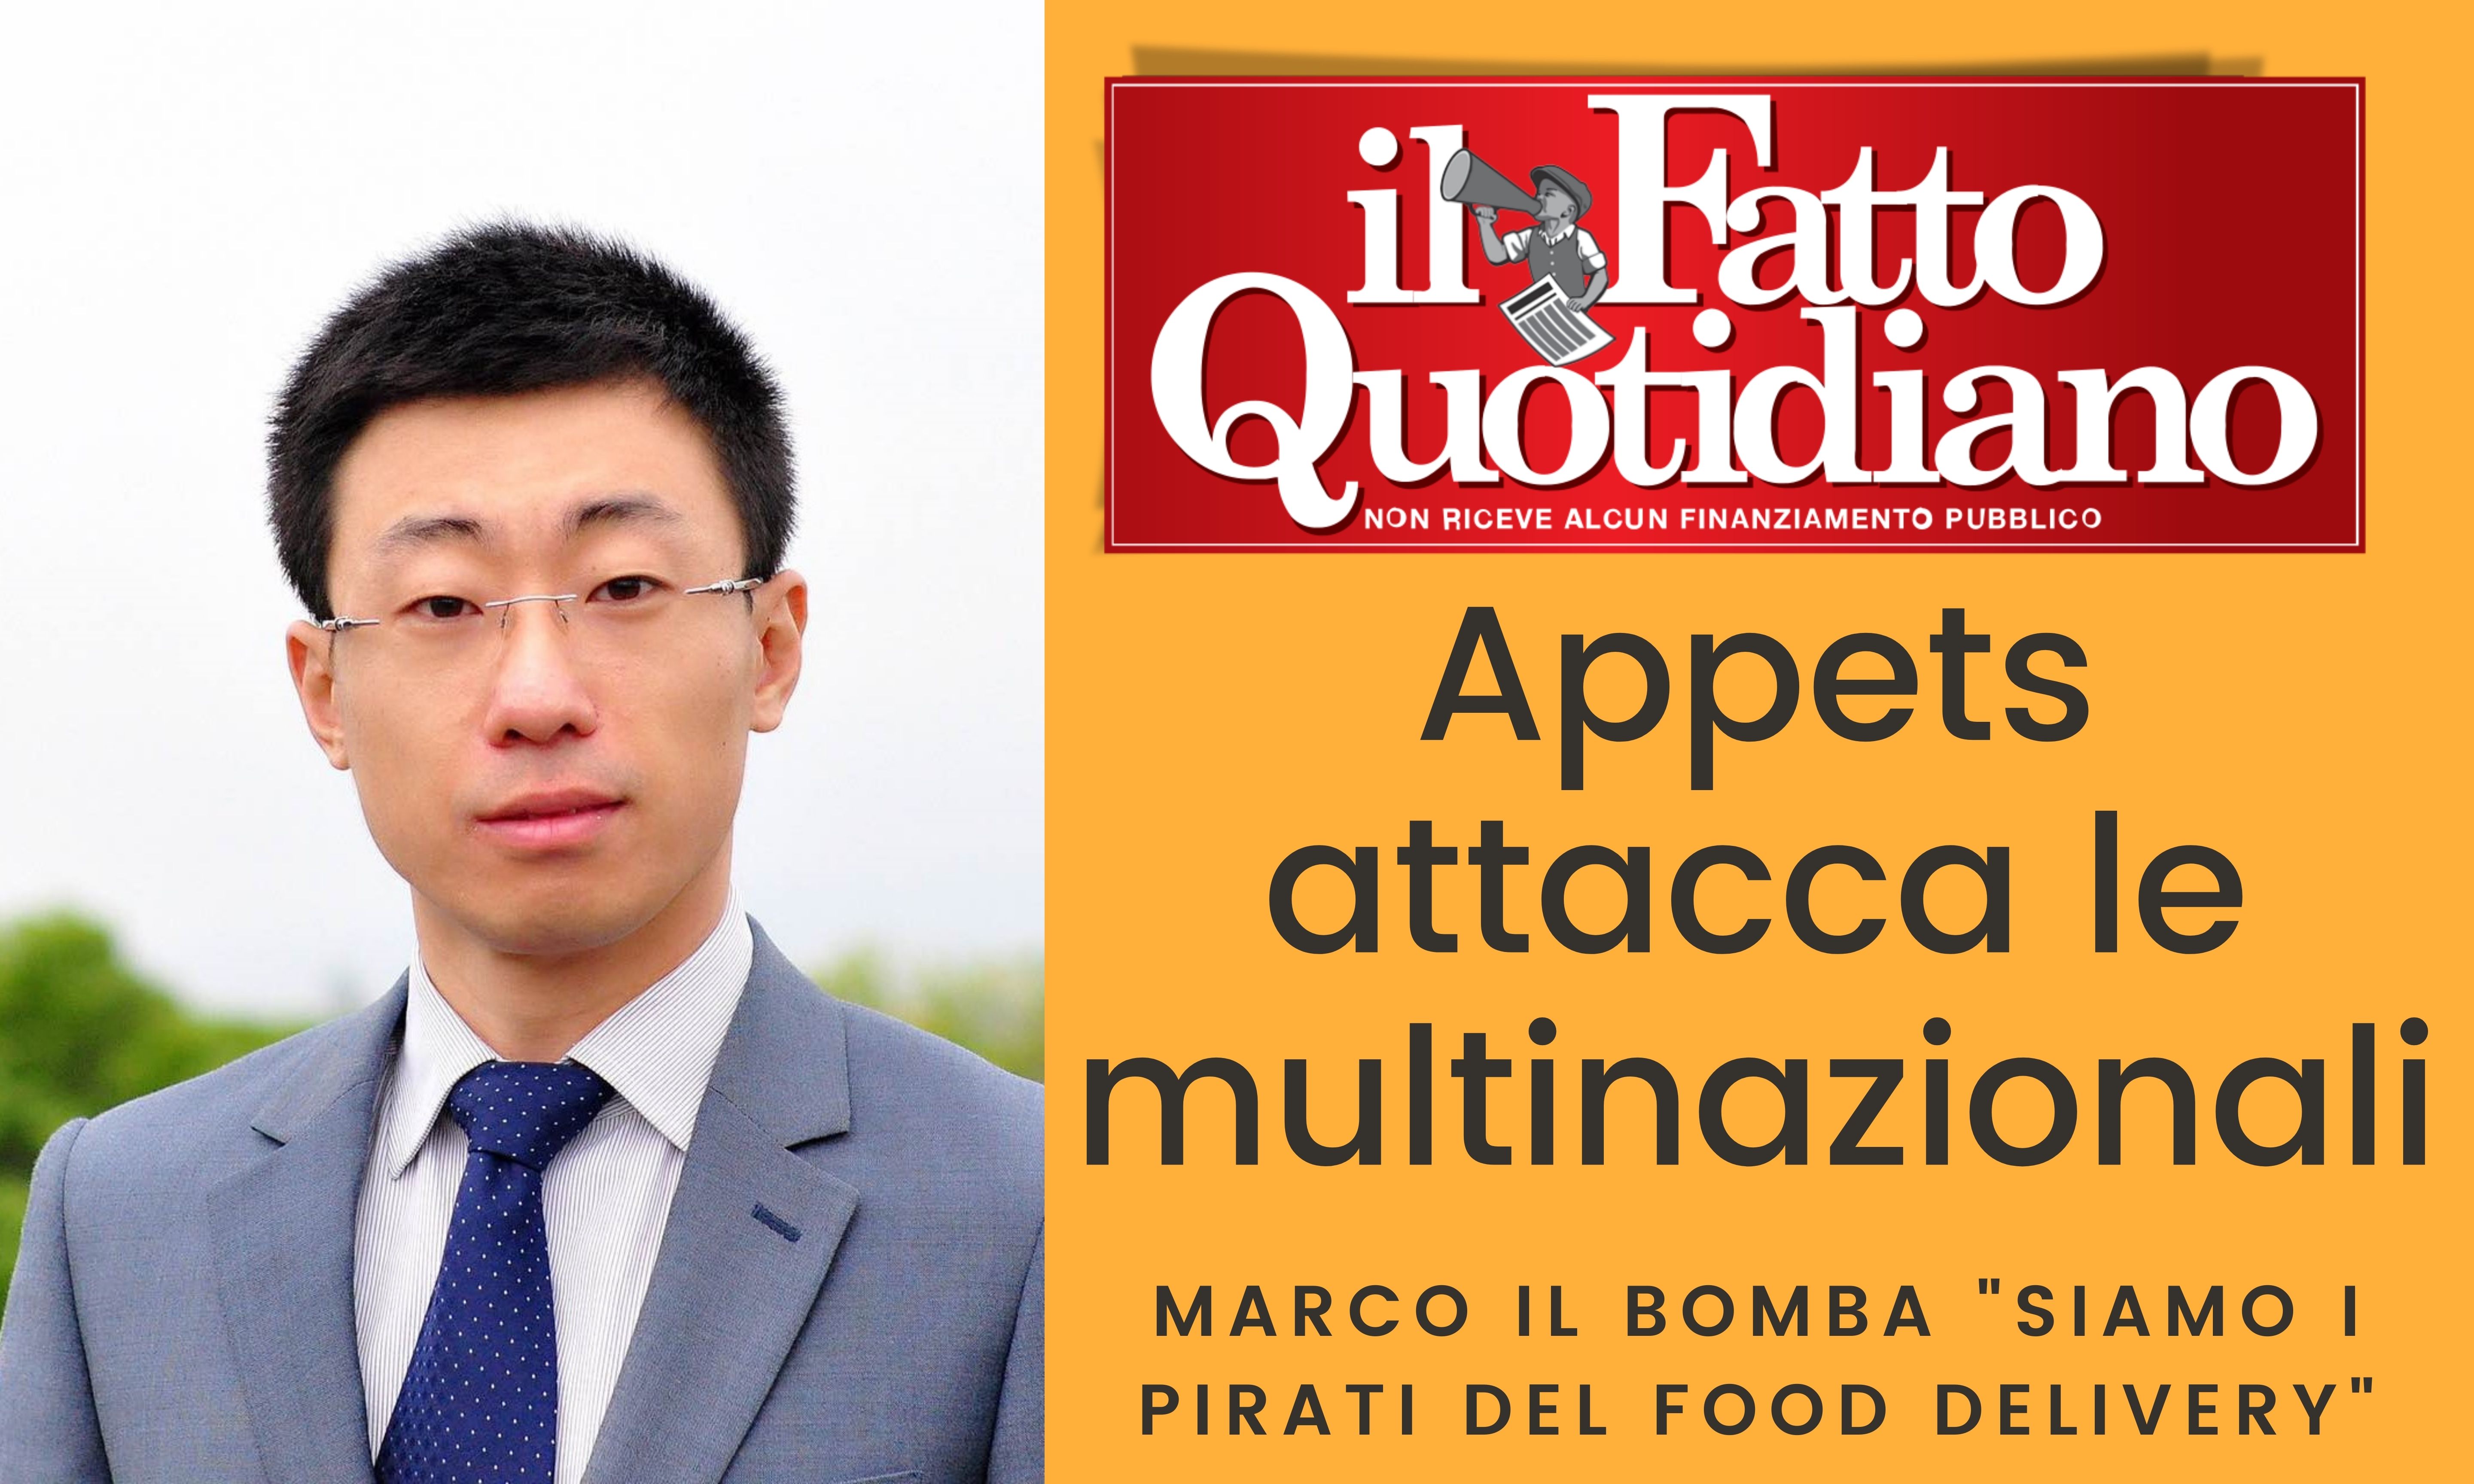 il Fatto
Quotidiano
NON RICEVE ALCUN FINANZIAMENTO PUBBLICO
Appets
attacca le
multinazionali
MARCO IL BOMBA "SIAMO I
PIRATI DEL FOOD DELIVERY"